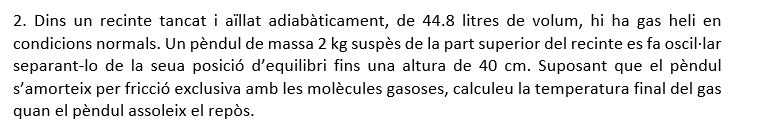 2. Dins un recinte tancat i aïllat adiabàticament, de 44.8 litres de volum, hi ha gas heli en
condicions normals. Un pèndul de massa 2 kg suspès de la part superior del recinte es fa oscil·lar
separant-lo de la seua posició d’equilibri fins una altura de 40 cm. Suposant que el pèndul
s’amorteix per fricció exclusiva amb les molècules gasoses, calculeu la temperatura final del gas
quan el pèndul assoleix el repòs.